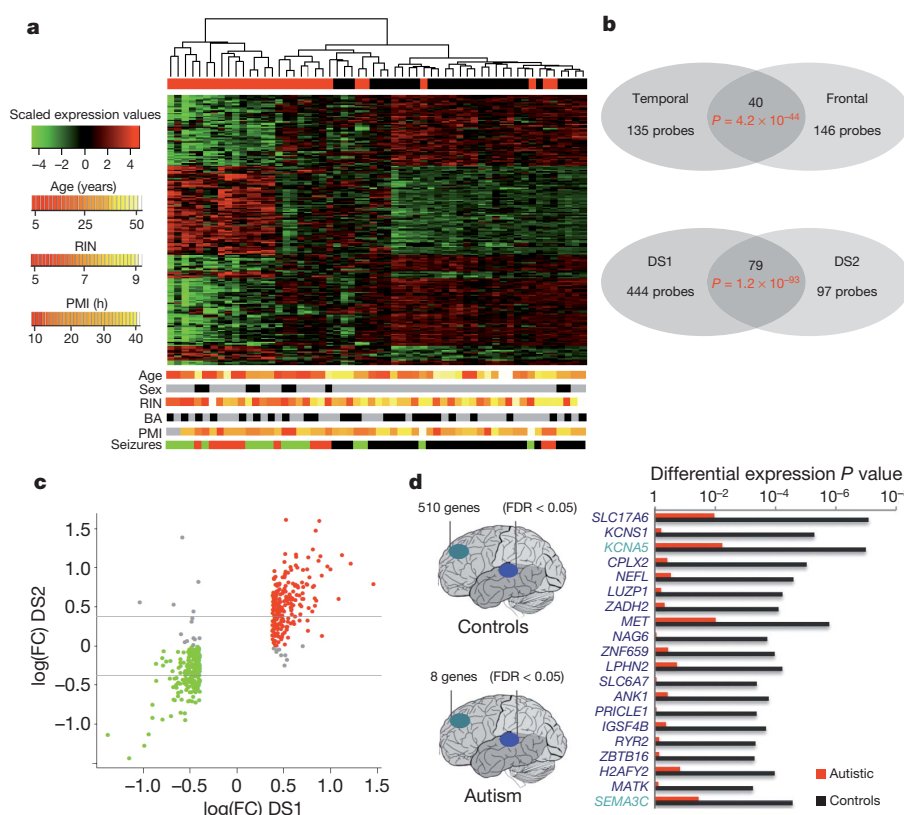 a
Scaled expression values
−4 −2 0 2 4
Age (years)
5 25 50
RIN
5 7 9
PMI (h)
10 20 30 40
Age
Sex
RIN
BA
PMI
Seizures
b
Temporal
135 probes
40
P = 4.2 × 10−44
Frontal
146 probes
DS1
444 probes
79
P = 1.2 × 10−93
DS2
97 probes
c
log(FC) DS2
1.5
1.0
0.5
0
−0.5
−1.0
−1.0 −0.5 0 0.5 1.0 1.5
log(FC) DS1
d
510 genes (FDR < 0.05)
Controls
8 genes (FDR < 0.05)
Autism
Differential expression P value
1 10−2 10−4 10−6
SLC17A6
KCNS1
KCNA5
CPLX2
NEFL
LUZP1
ZADH2
MET
NAG6
ZNF659
LPHN2
SLC6A7
ANK1
PRICLE1
IGSF4B
RYR2
ZBTB16
H2AFY2
MATK
SEMA3C
Autistic
Controls